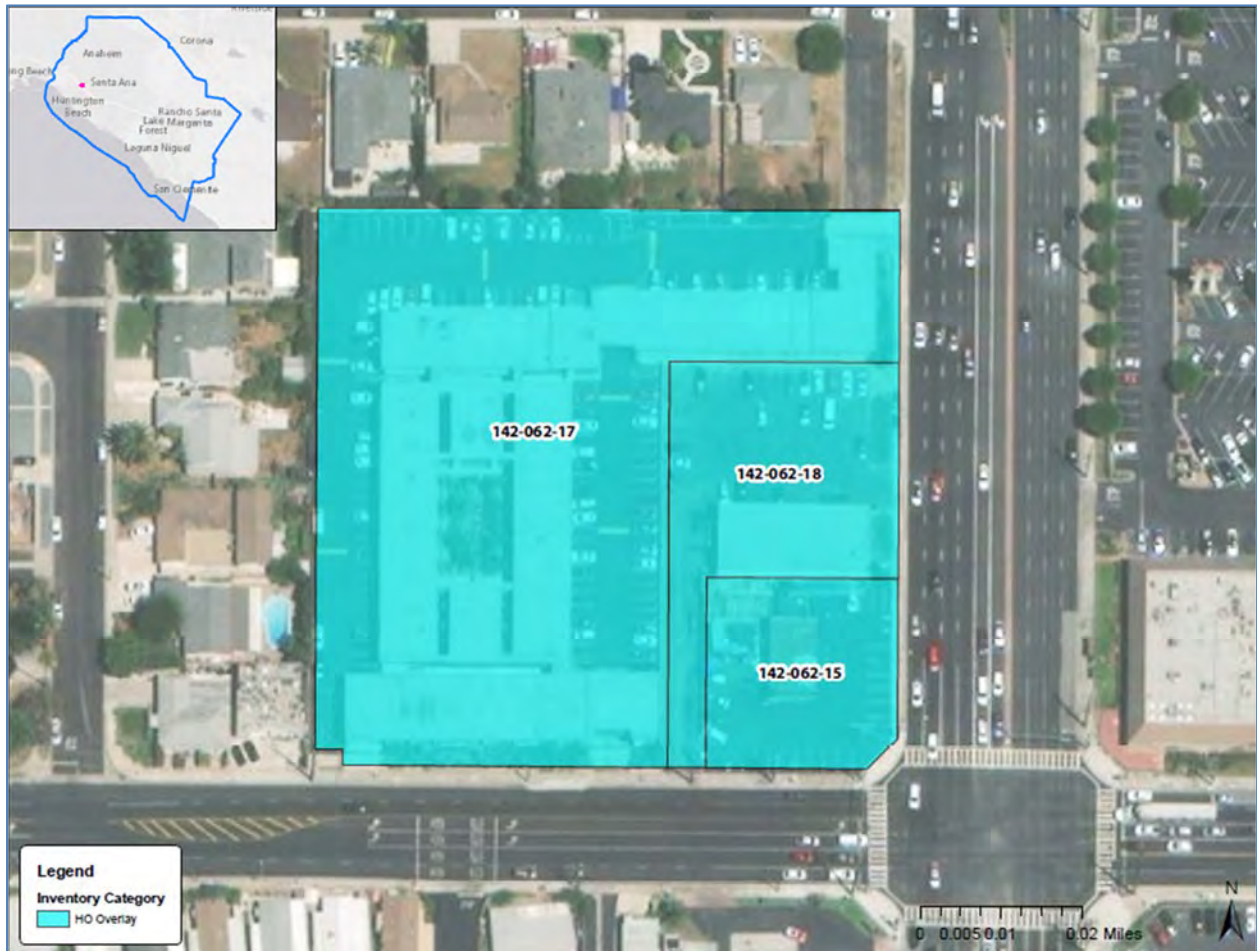 Corona
Anaheim
ng Beach
Santa Ana
Huntington
Beach
Rancho Santa
Lake Margarita
Forest
Laguna Niguel
San Clemente
142-062-17
142-062-18
142-062-15
Legend
Inventory Category
HO Overlay
N
0 0.005 0.01 0.02 Miles